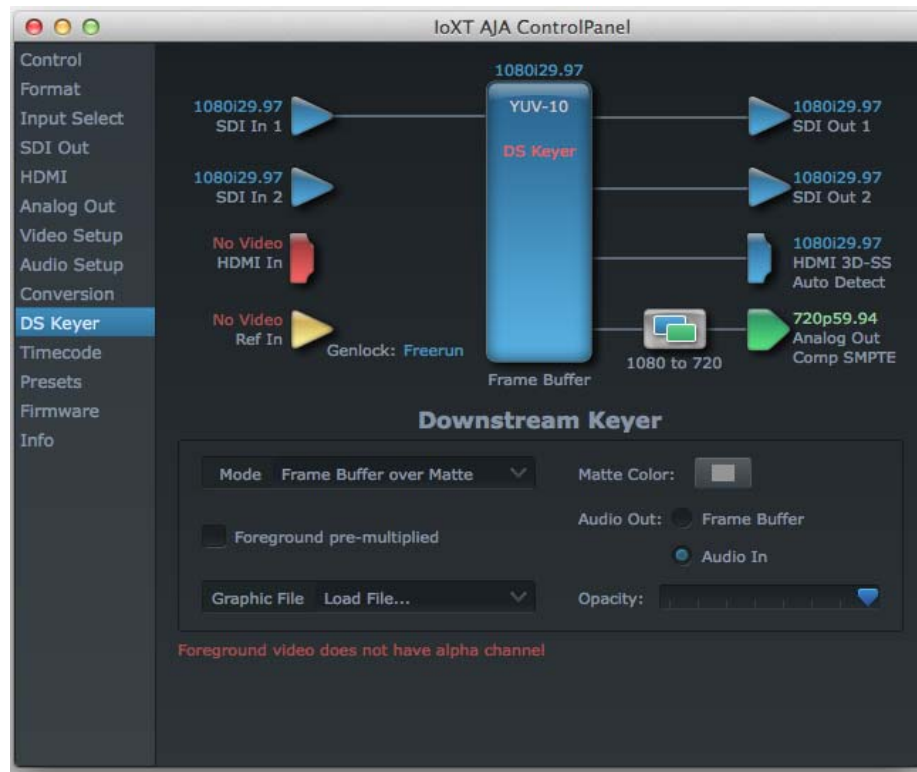 IoXT AJA ControlPanel
Control
Format
Input Select
SDI Out
HDMI
Analog Out
Video Setup
Audio Setup
Conversion
DS Keyer
Timecode
Presets
Firmware
Info
1080i29.97
YUV-10
DS Keyer
1080i29.97
SDI In 1
1080i29.97
SDI In 2
No Video
HDMI In
No Video
Ref In
Genlock: Freerun
Frame Buffer
1080i29.97
SDI Out 1
1080i29.97
SDI Out 2
1080i29.97
HDMI 3D-SS
Auto Detect
1080 to 720
720p59.94
Analog Out
Comp SMPTE
Downstream Keyer
Mode Frame Buffer over Matte
Matte Color:
Foreground pre-multiplied
Audio Out: Frame Buffer
Audio In
Graphic File Load File...
Opacity:
Foreground video does not have alpha channel